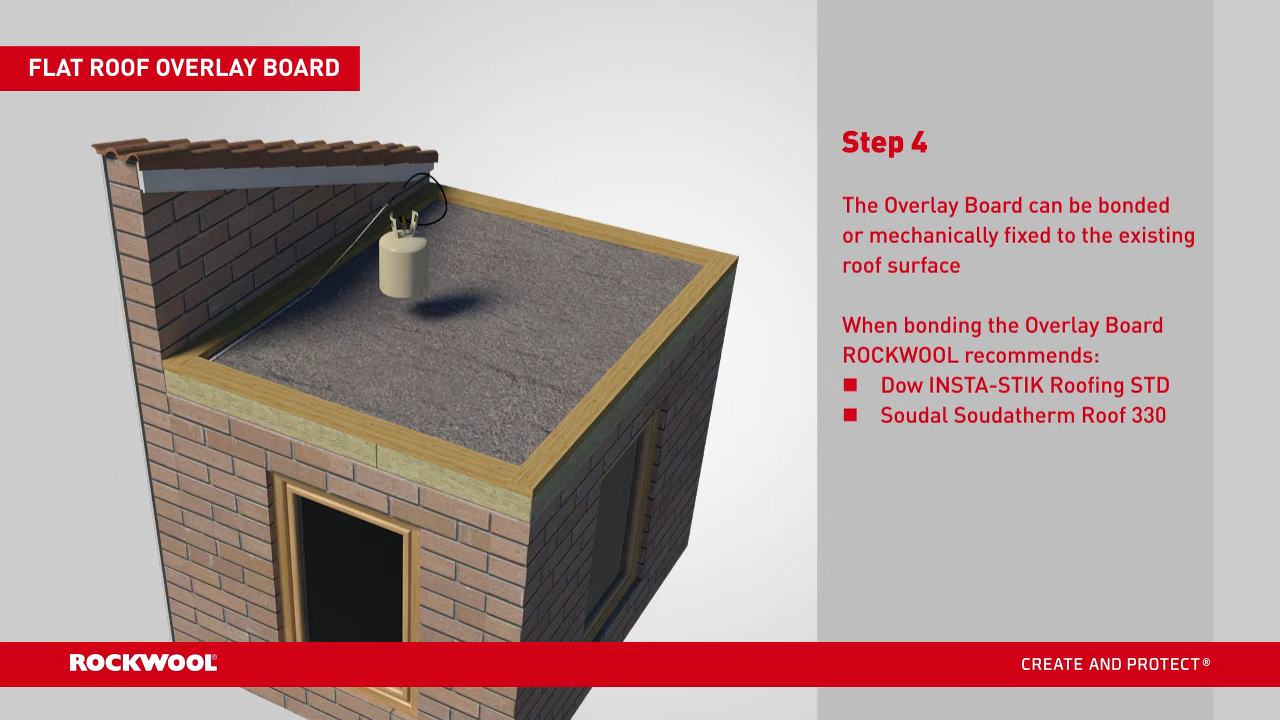 FLAT ROOF OVERLAY BOARD
Step 4
The Overlay Board can be bonded
or mechanically fixed to the existing
roof surface
When bonding the Overlay Board
ROCKWOOL recommends:
■ Dow INSTA-STIK Roofing STD
■ Soudal Soudatherm Roof 330
ROCKWOOL®
CREATE AND PROTECT®